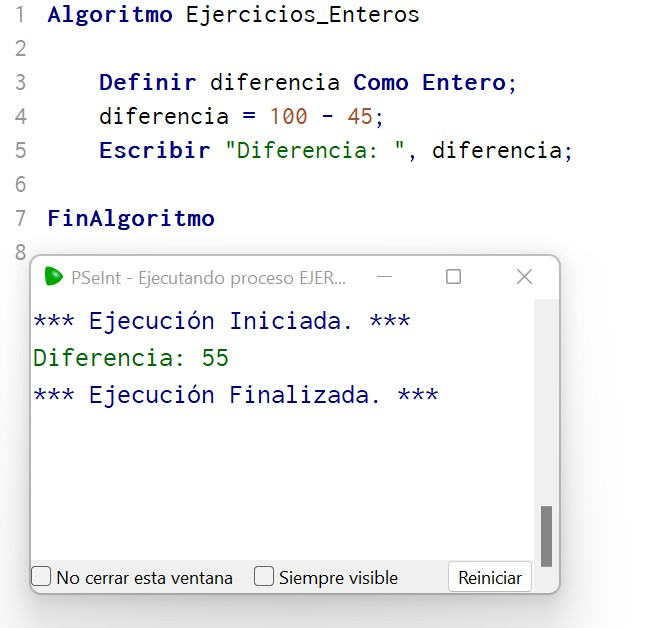 1 Algoritmo Ejercicios_Enteros
2
3 Definir diferencia Como Entero;
4 diferencia = 100 - 45;
5 Escribir "Diferencia: ", diferencia;
6
7 FinAlgoritmo
8
PSeInt - Ejecutando proceso EJER...
*** Ejecución Iniciada. ***
Diferencia: 55
*** Ejecución Finalizada. ***
No cerrar esta ventana Siempre visible Reiniciar